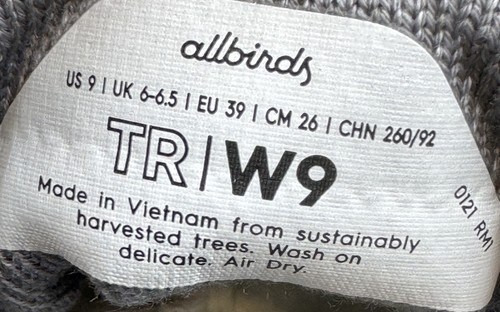 allbirds
US 9 | UK 6-6.5 | EU 39 | CM 26 | CHN 260/92
TR | W9
Made in Vietnam from sustainably
harvested trees. Wash on
delicate. Air Dry.
0121 RMI